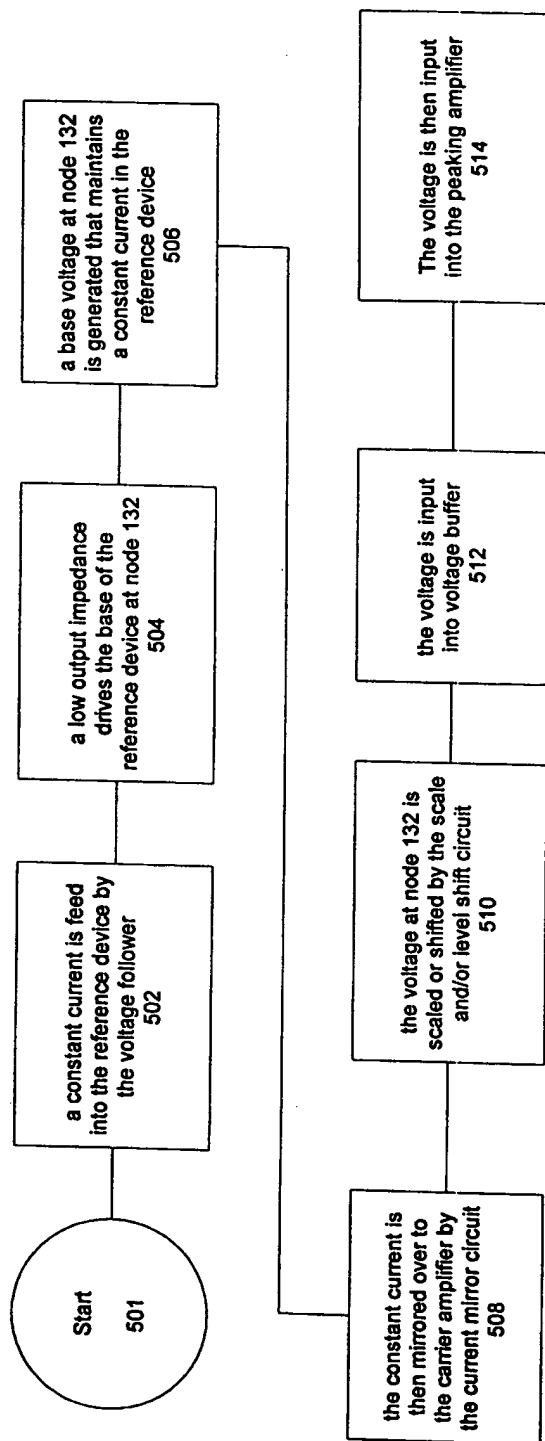 Start
501
a constant current is feed
into the reference device by
the voltage follower
502
a low output impedance
drives the base of the
reference device at node 132
504
a base voltage at node 132
is generated that maintains
a constant current in the
reference device
506
the constant current is
then mirrored over to
the carrier amplifier by
the current mirror circuit
508
the voltage at node 132 is
scaled or shifted by the scale
and/or level shift circuit
510
the voltage is input
into voltage buffer
512
The voltage is then input
into the peaking amplifier
514